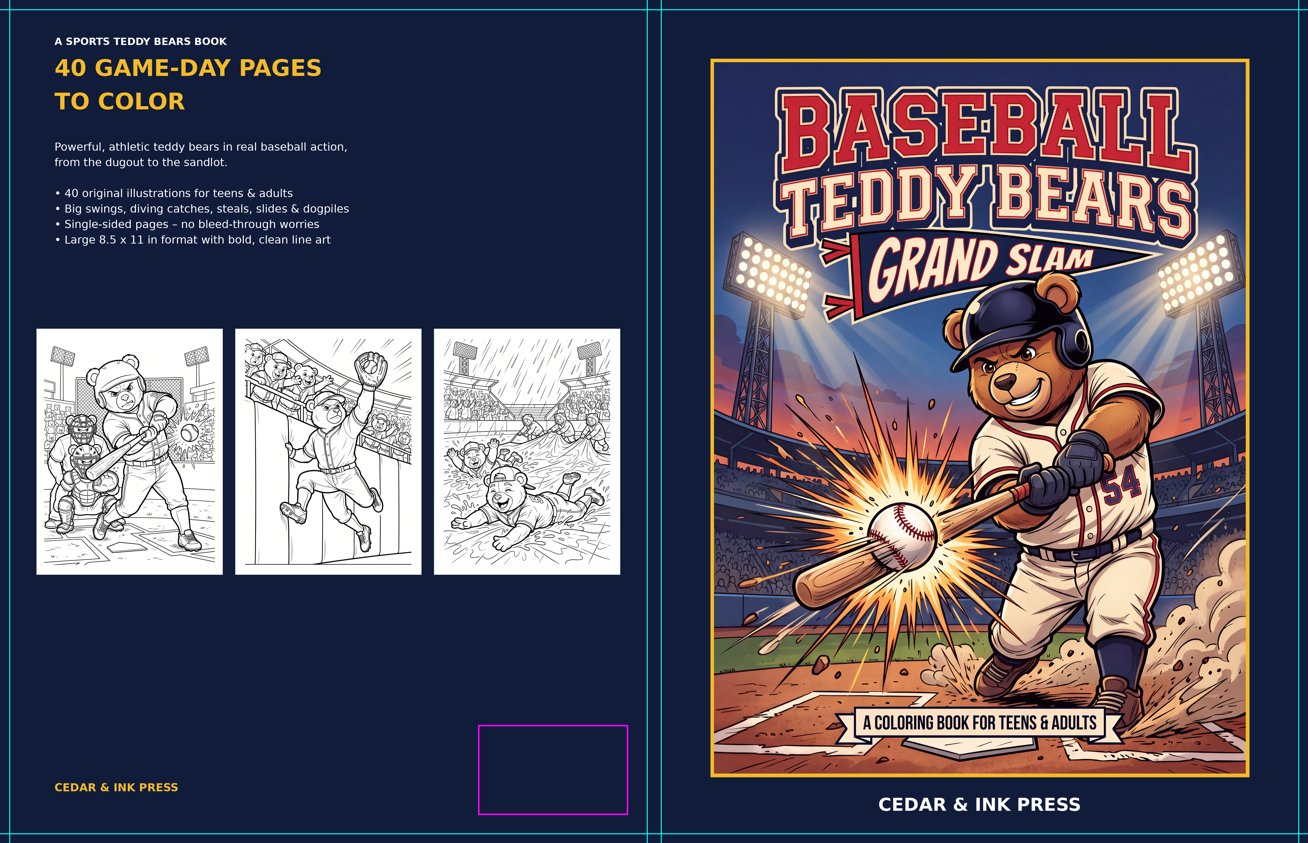 A SPORTS TEDDY BEARS BOOK
40 GAME-DAY PAGES
TO COLOR
Powerful, athletic teddy bears in real baseball action,
from the dugout to the sandlot.
• 40 original illustrations for teens & adults
• Big swings, diving catches, steals, slides & dogpiles
• Single-sided pages – no bleed-through worries
• Large 8.5 x 11 in format with bold, clean line art
CEDAR & INK PRESS
BASEBALL
TEDDY BEARS
GRAND SLAM
54
A COLORING BOOK FOR TEENS & ADULTS
CEDAR & INK PRESS